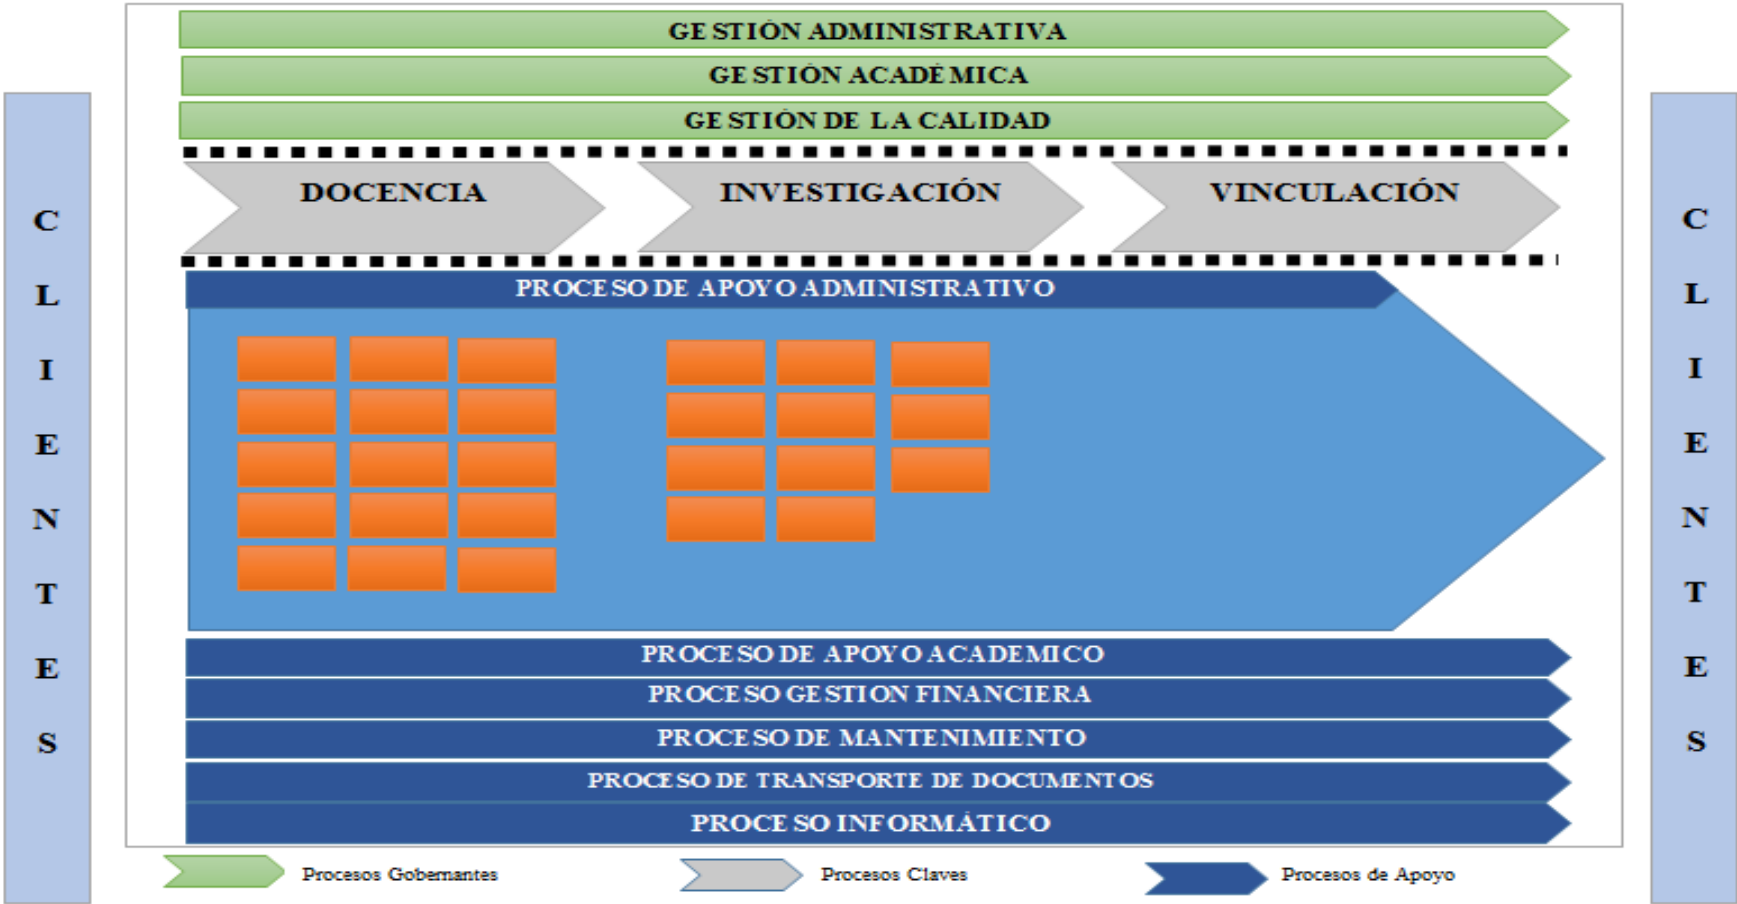 GESTIÓN ADMINISTRATIVA
GESTIÓN ACADÉMICA
GESTIÓN DE LA CALIDAD
DOCENCIA
INVESTIGACIÓN
VINCULACIÓN
CLIENTES
PROCESO DE APOYO ADMINISTRATIVO
PROCESO DE APOYO ACADEMICO
PROCESO GESTION FINANCIERA
PROCESO DE MANTENIMIENTO
PROCESO DE TRANSPORTE DE DOCUMENTOS
PROCESO INFORMÁTICO
CLIENTES
Procesos Gobernantes
Procesos Claves
Procesos de Apoyo